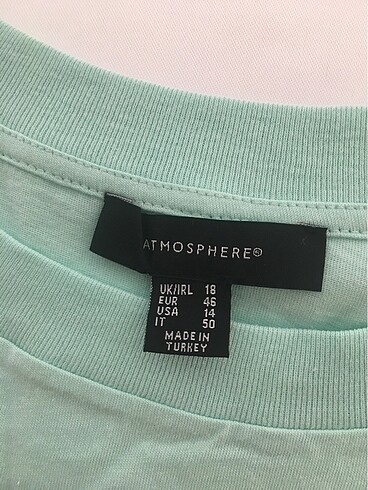 ATMOSPHERE®
UK/IRL 18
EUR 46
USA 14
IT 50
MADE IN
TURKEY